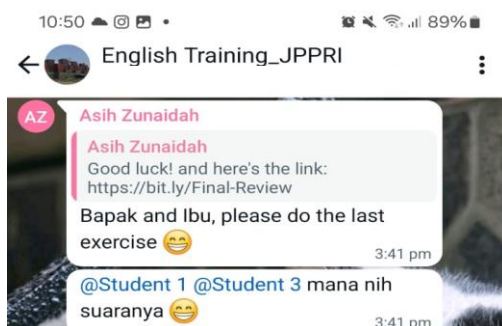 10:50
89%
English Training_JPPRI
AZ
Asih Zunaidah
Asih Zunaidah
Good luck! and here's the link:
https://bit.ly/Final-Review
Bapak and Ibu, please do the last
exercise 😁
3:41 pm
@Student 1 @Student 3 mana nih
suaranya 😁
3:41 pm